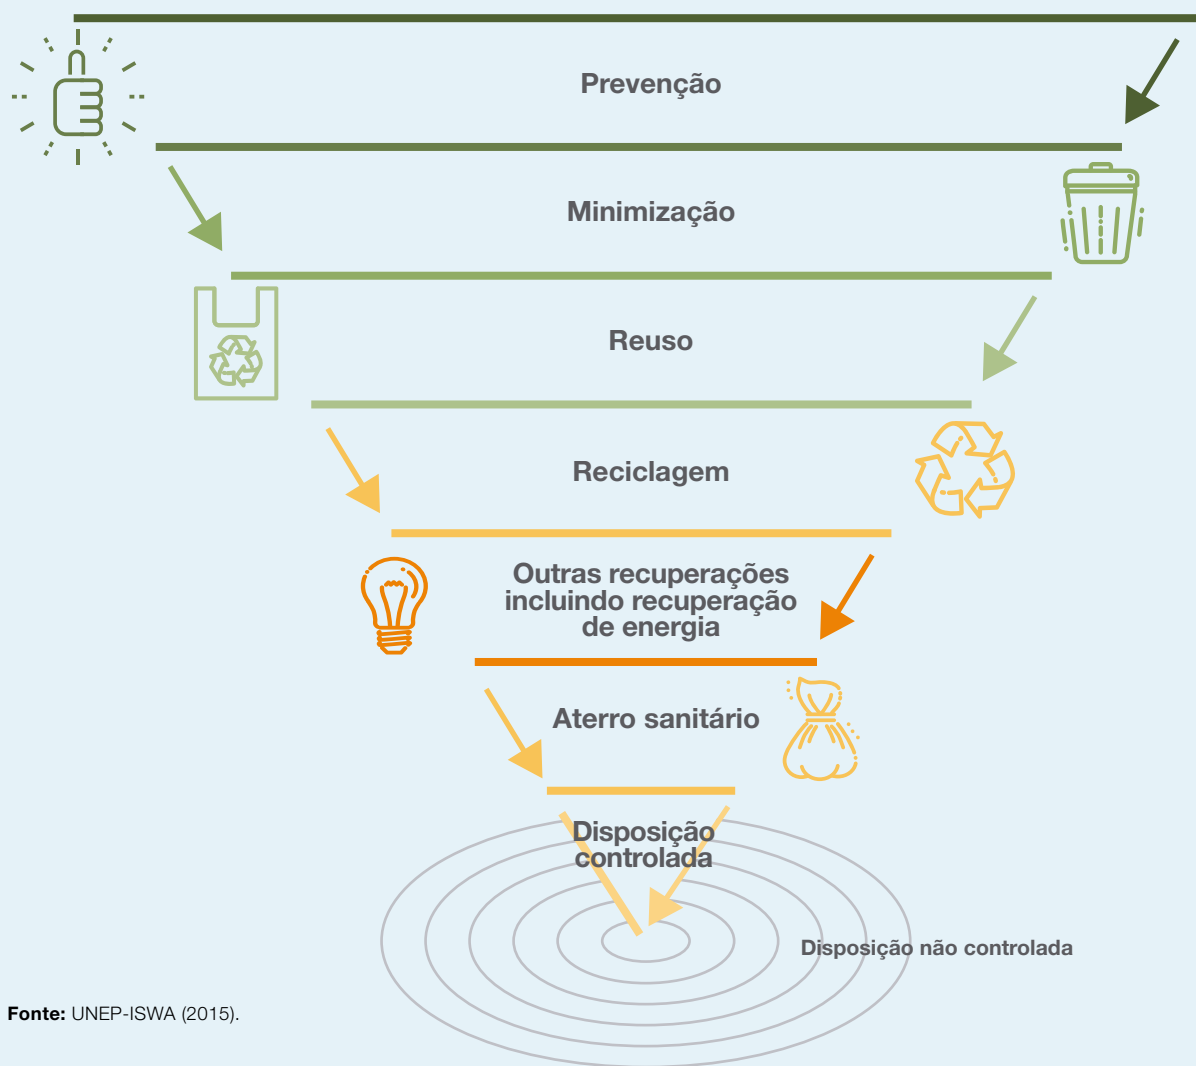 Prevenção
Minimização
Reuso
Reciclagem
Outras recuperações
incluindo recuperação
de energia
Aterro sanitário
Disposição
controlada
Disposição não controlada
Fonte: UNEP-ISWA (2015).